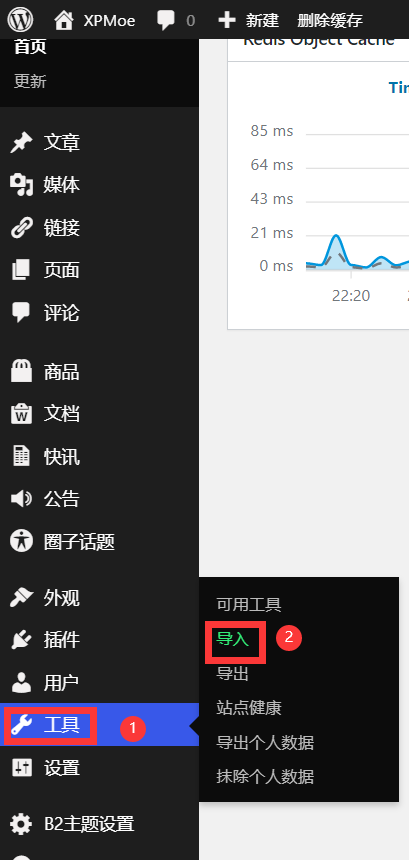 XPMoe 0 新建 删除缓存
首页
更新
文章
媒体
链接
页面
评论
商品
文档
快讯
公告
圈子话题
外观
插件
用户
工具 1
设置
B2主题设置
Redis Object Cache
85 ms
64 ms
43 ms
21 ms
0 ms
22:20
可用工具
导入 2
导出
站点健康
导出个人数据
抹除个人数据